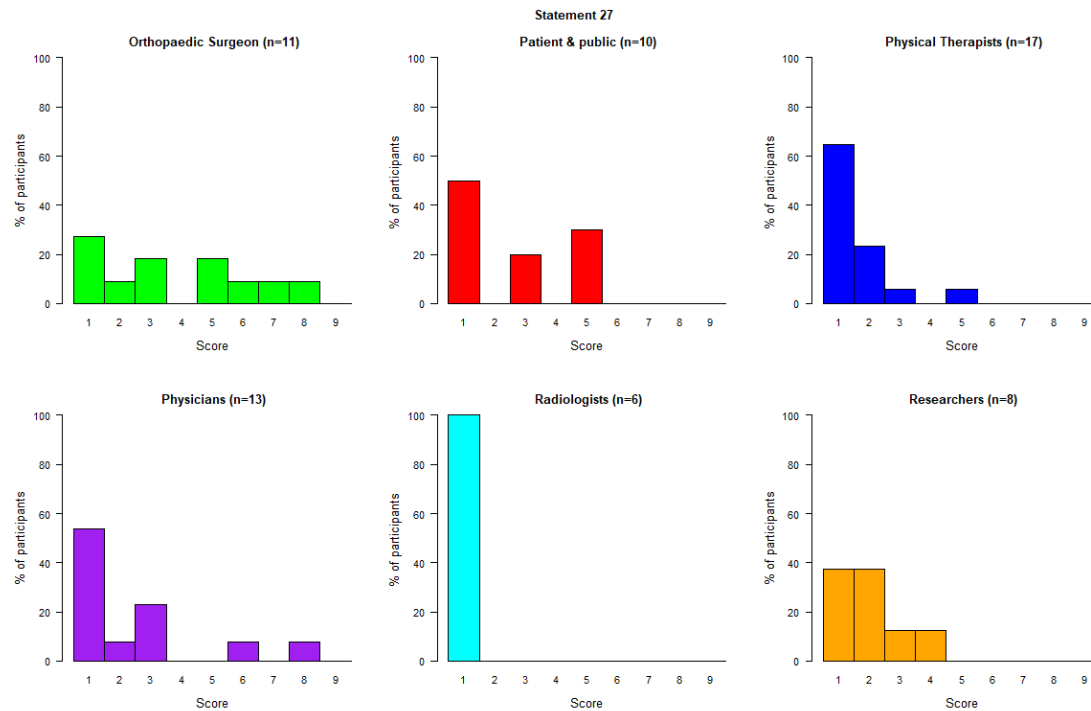 Statement 27
Orthopaedic Surgeon (n=11)
% of participants
100
80
60
40
20
0
1 2 3 4 5 6 7 8 9
Score
Patient & public (n=10)
% of participants
100
80
60
40
20
0
1 2 3 4 5 6 7 8 9
Score
Physical Therapists (n=17)
% of participants
100
80
60
40
20
0
1 2 3 4 5 6 7 8 9
Score
Physicians (n=13)
% of participants
100
80
60
40
20
0
1 2 3 4 5 6 7 8 9
Score
Radiologists (n=6)
% of participants
100
80
60
40
20
0
1 2 3 4 5 6 7 8 9
Score
Researchers (n=8)
% of participants
100
80
60
40
20
0
1 2 3 4 5 6 7 8 9
Score